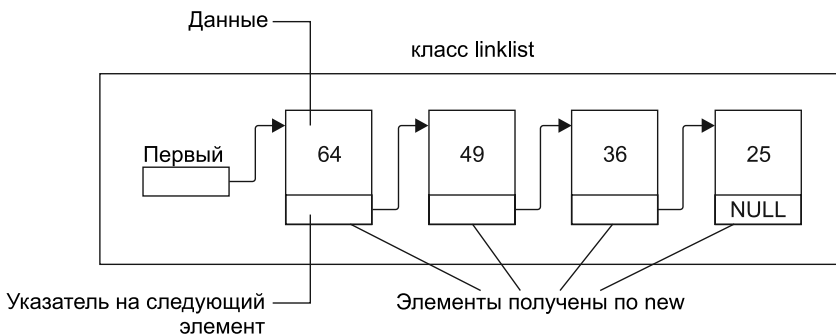 Данные
класс linklist
Первый
64
49
36
25
NULL
Указатель на следующий
элемент
Элементы получены по new